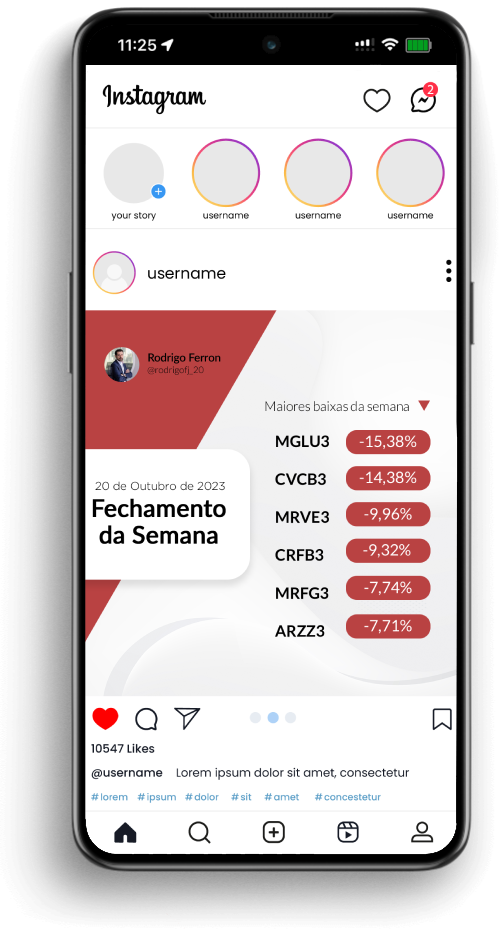 11:25
Instagram
2
your story username username username
username
Rodrigo Ferron
@rodrigofj_20
Maiores baixas da semana
MGLU3 -15,38%
CVCB3 -14,38%
MRVE3 -9,96%
CRFB3 -9,32%
MRFG3 -7,74%
ARZZ3 -7,71%
20 de Outubro de 2023
Fechamento
da Semana
10547 Likes
@username Lorem ipsum dolor sit amet, consectetur
#lorem #ipsum #dolor #sit #amet #concestetur